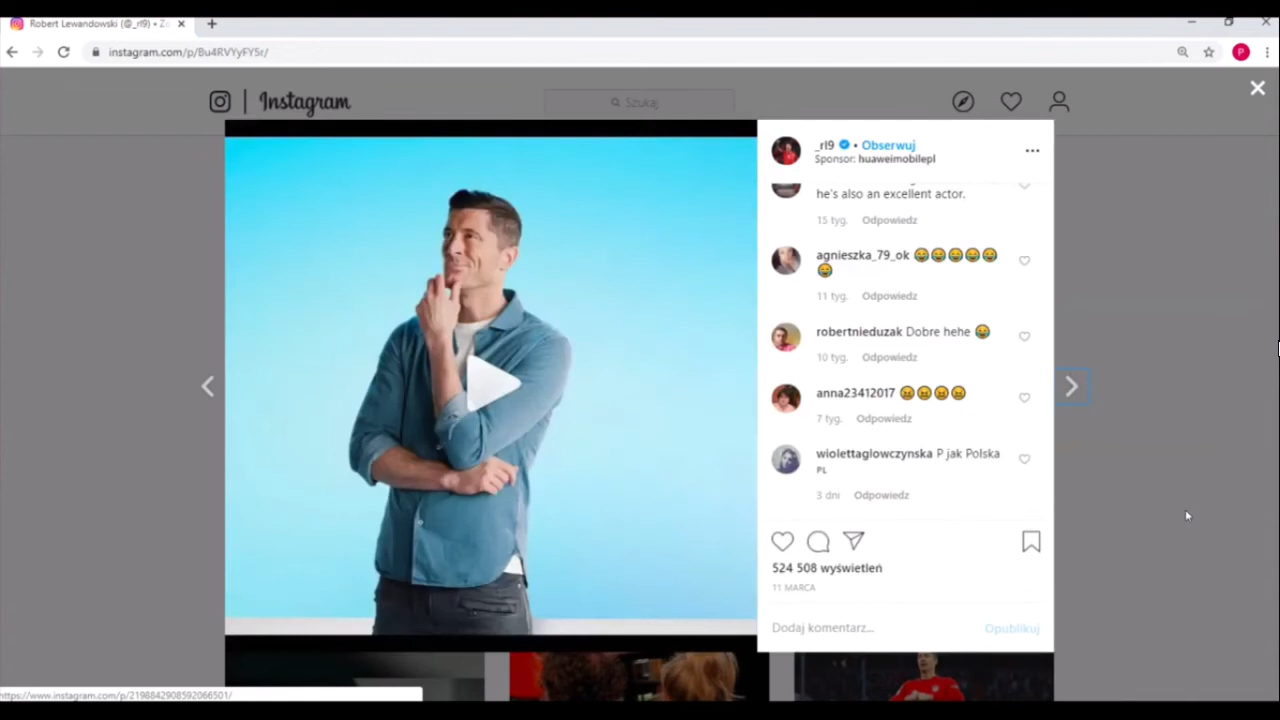 Robert Lewandowski (@_rl9) • Z
instagram.com/p/Bu4RVYyFY5r/
P
Instagram
Szukaj
_rl9 • Obserwuj
Sponsor: huaweimobilepl
he's also an excellent actor.
15 tyg. Odpowiedz
agnieszka_79_ok 😂😂😂😂😂
😂
11 tyg. Odpowiedz
robertnieduzak Dobre hehe 😂
10 tyg. Odpowiedz
anna23412017 😖😖😖😖
7 tyg. Odpowiedz
wiolettaglowczynska P jak Polska
PL
3 dni Odpowiedz
524 508 wyświetleń
11 MARCA
Dodaj komentarz... Opublikuj
https://www.instagram.com/p/2198842908592066501/